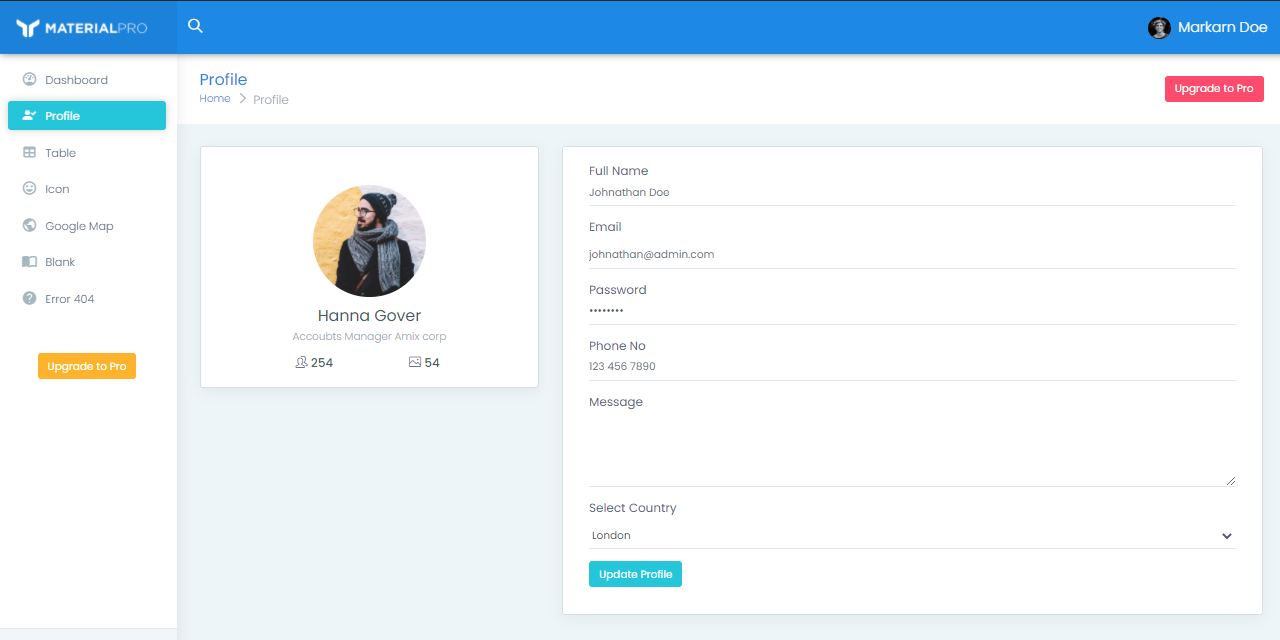 MATERIALPRO
Markarn Doe
Dashboard
Profile
Table
Icon
Google Map
Blank
Error 404
Upgrade to Pro
Profile
Home > Profile
Upgrade to Pro
Hanna Gover
Accoubts Manager Amix corp
254
54
Full Name
Johnathan Doe
Email
johnathan@admin.com
Password
••••••••
Phone No
123 456 7890
Message
Select Country
London
Update Profile